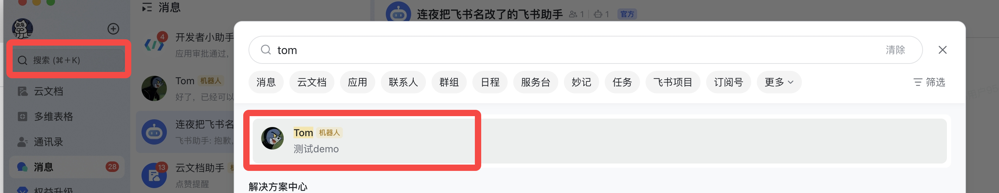 消息
搜索 (⌘+K)
云文档
多维表格
通讯录
消息
28
权益升级
4
开发者小助手
应用审批通过，
Tom 机器人
好了，已经可以
连夜把飞书名
飞书助手: 抱歉，
13
云文档助手
点赞提醒
连夜把飞书名改了的飞书助手 1 1 官方
tom 清除
消息 云文档 应用 联系人 群组 日程 服务台 妙记 任务 飞书项目 订阅号 更多 筛选
Tom 机器人
测试demo
解决方案中心